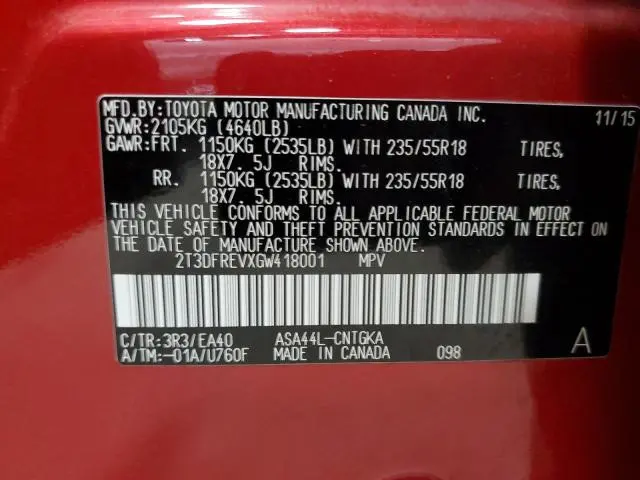 MFD.BY:TOYOTA MOTOR MANUFACTURING CANADA INC. 11/15
GVWR:2105KG (4640LB)
GAWR:FRT. 1150KG (2535LB) WITH 235/55R18 TIRES,
18X7. 5J RIMS.
RR. 1150KG (2535LB) WITH 235/55R18 TIRES,
18X7. 5J RIMS.
THIS VEHICLE CONFORMS TO ALL APPLICABLE FEDERAL MOTOR
VEHICLE SAFETY AND THEFT PREVENTION STANDARDS IN EFFECT ON
THE DATE OF MANUFACTURE SHOWN ABOVE.
2T3DFREVXGW418001 MPV
C/TR:3R3/EA40 ASA44L-CNTGKA A
A/TM:-01A/U760F MADE IN CANADA 098